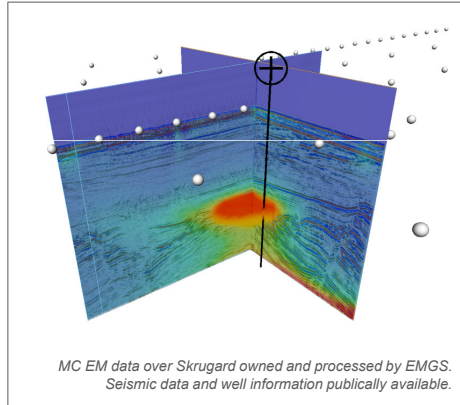 MC EM data over Skrugard owned and processed by EMGS.
Seismic data and well information publically available.